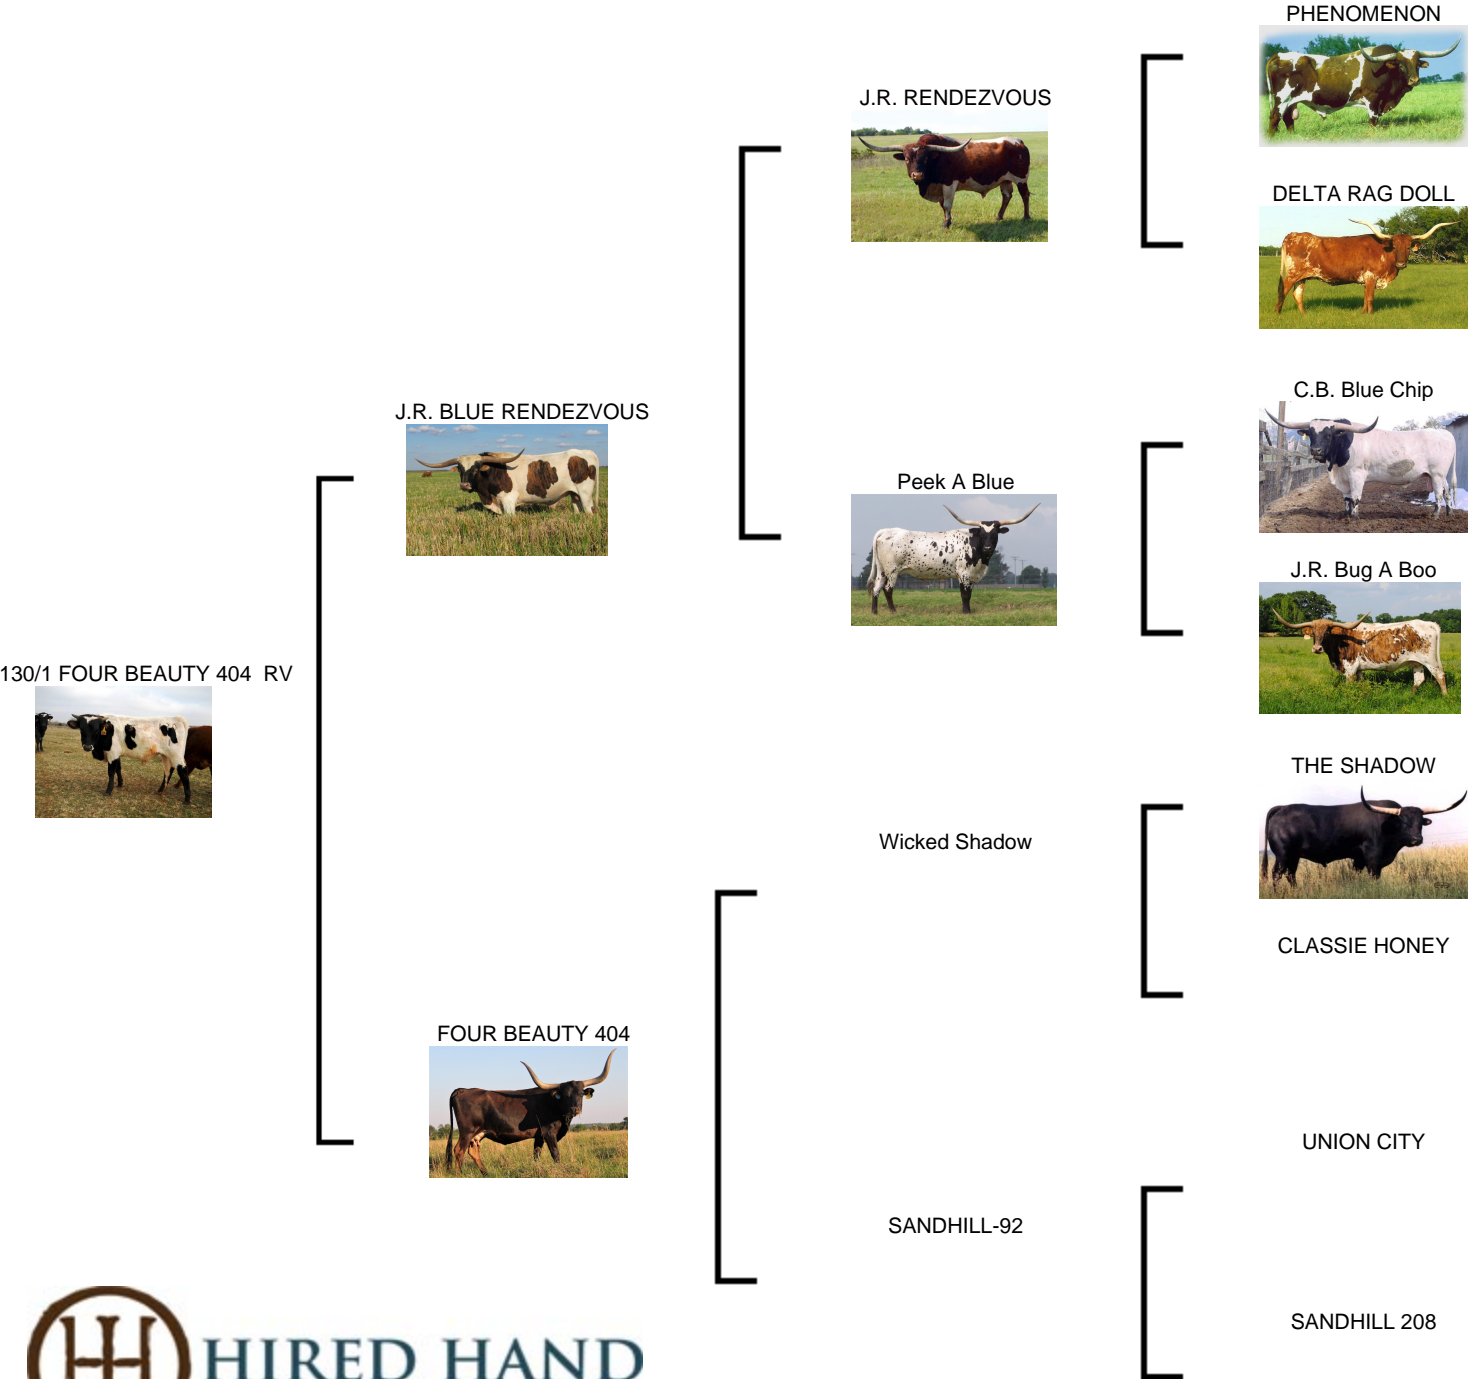 PHENOMENON
J.R. RENDEZVOUS
DELTA RAG DOLL
C.B. Blue Chip
J.R. BLUE RENDEZVOUS
Peek A Blue
J.R. Bug A Boo
130/1 FOUR BEAUTY 404  RV
THE SHADOW
Wicked Shadow
CLASSIE HONEY
FOUR BEAUTY 404
UNION CITY
SANDHILL-92
SANDHILL 208
HIRED HAND